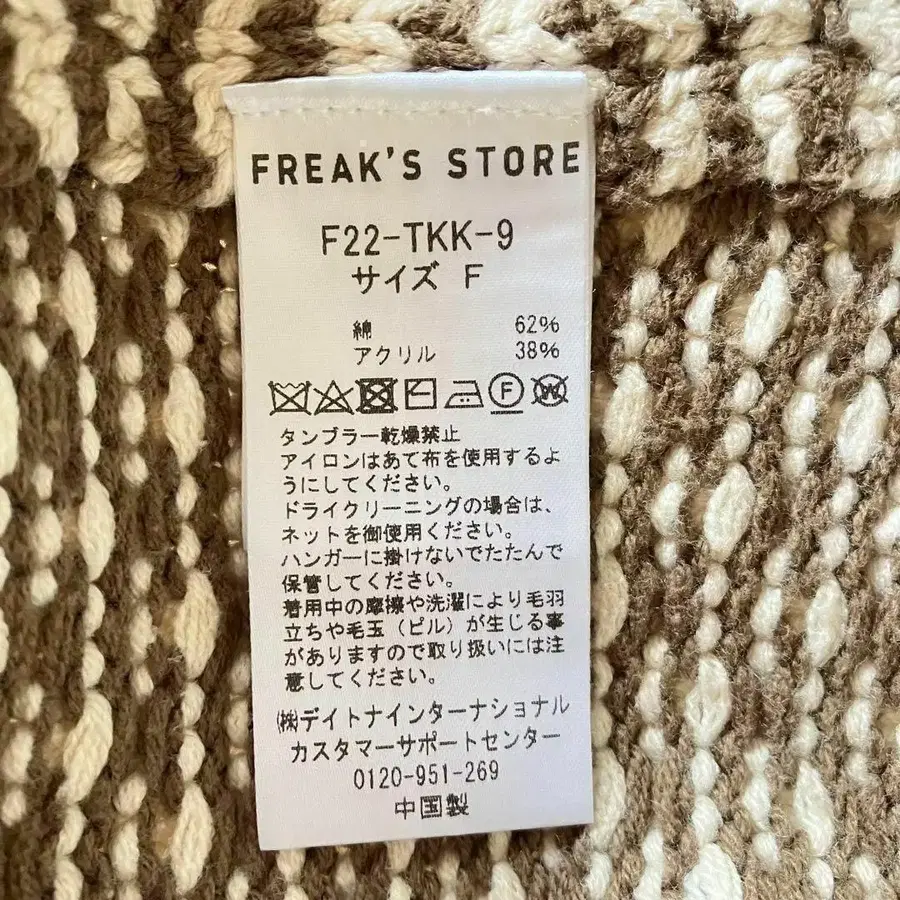 FREAK'S STORE
F22-TKK-9
サイズ F
綿 62%
アクリル 38%
F W
タンブラー乾燥禁止
アイロンはあて布を使用するよ
うにしてください。
ドライクリーニングの場合は、
ネットを御使用ください。
ハンガーに掛けないでたたんで
保管してください。
着用中の摩擦や洗濯により毛羽
立ちや毛玉（ピル）が生じる事
がありますので取り扱いには注
意してください。
㈱デイトナインターナショナル
カスタマーサポートセンター
0120-951-269
中国製